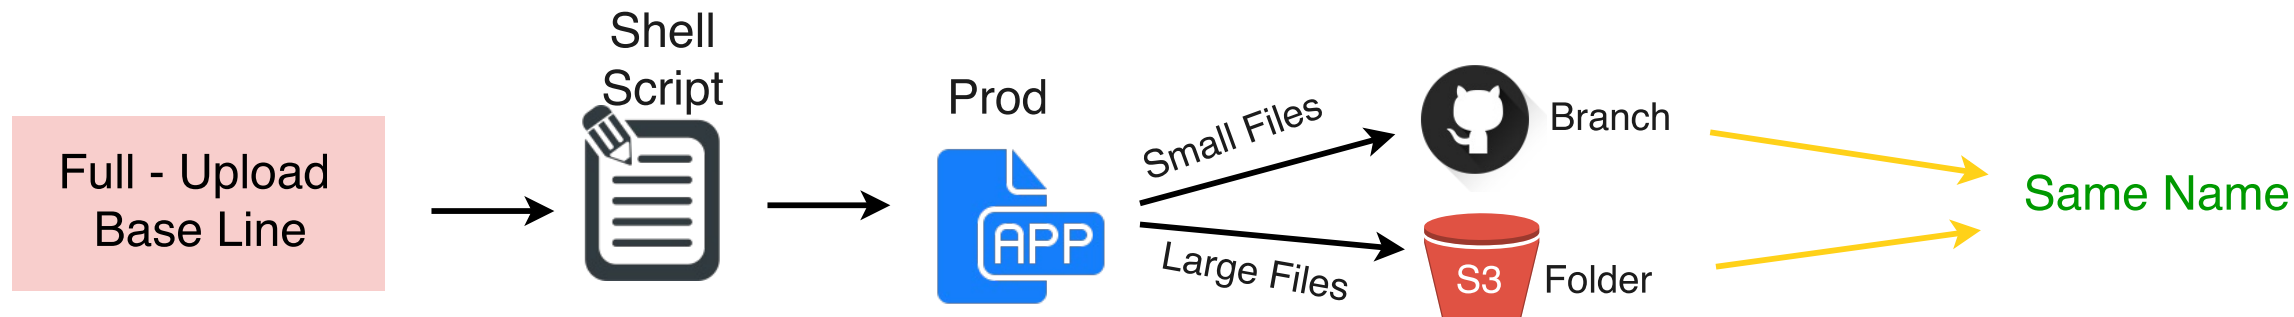 Full - Upload
Base Line
Shell
Script
Prod
APP
Small Files
Large Files
Branch
S3
Folder
Same Name